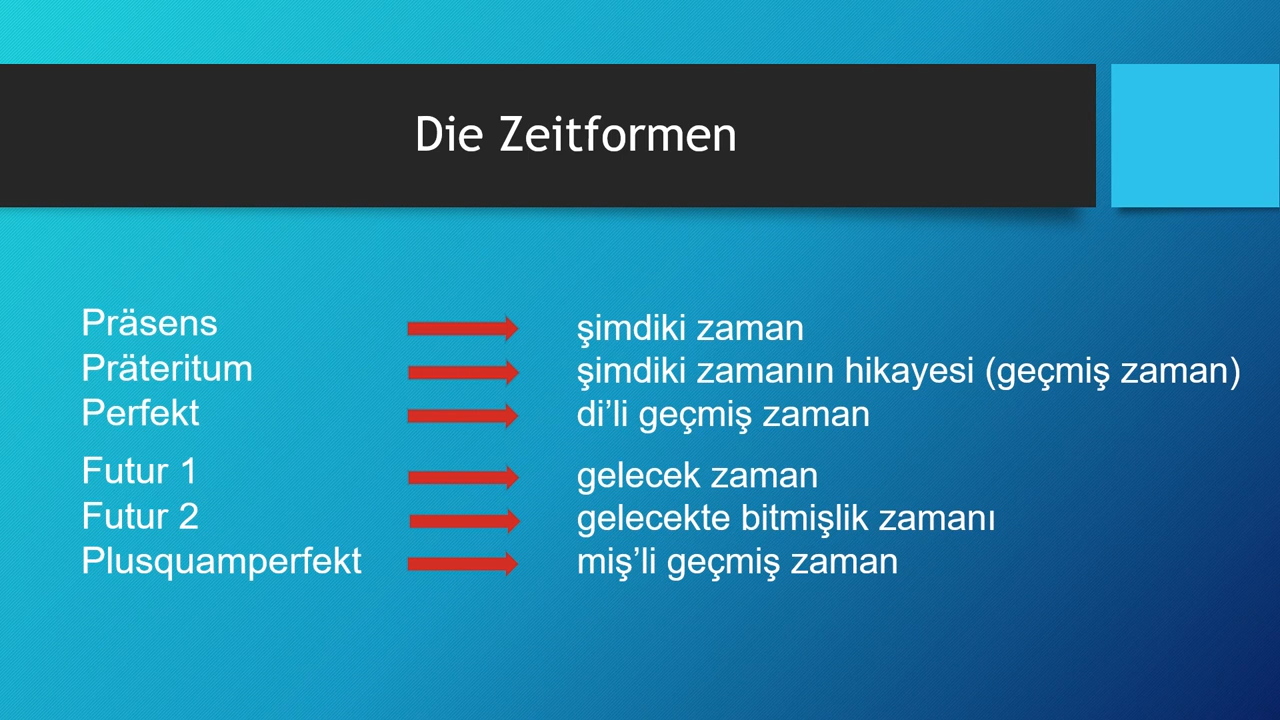 Die Zeitformen
Präsens şimdiki zaman
Präteritum şimdiki zamanın hikayesi (geçmiş zaman)
Perfekt di’li geçmiş zaman
Futur 1 gelecek zaman
Futur 2 gelecekte bitmişlik zamanı
Plusquamperfekt miş’li geçmiş zaman